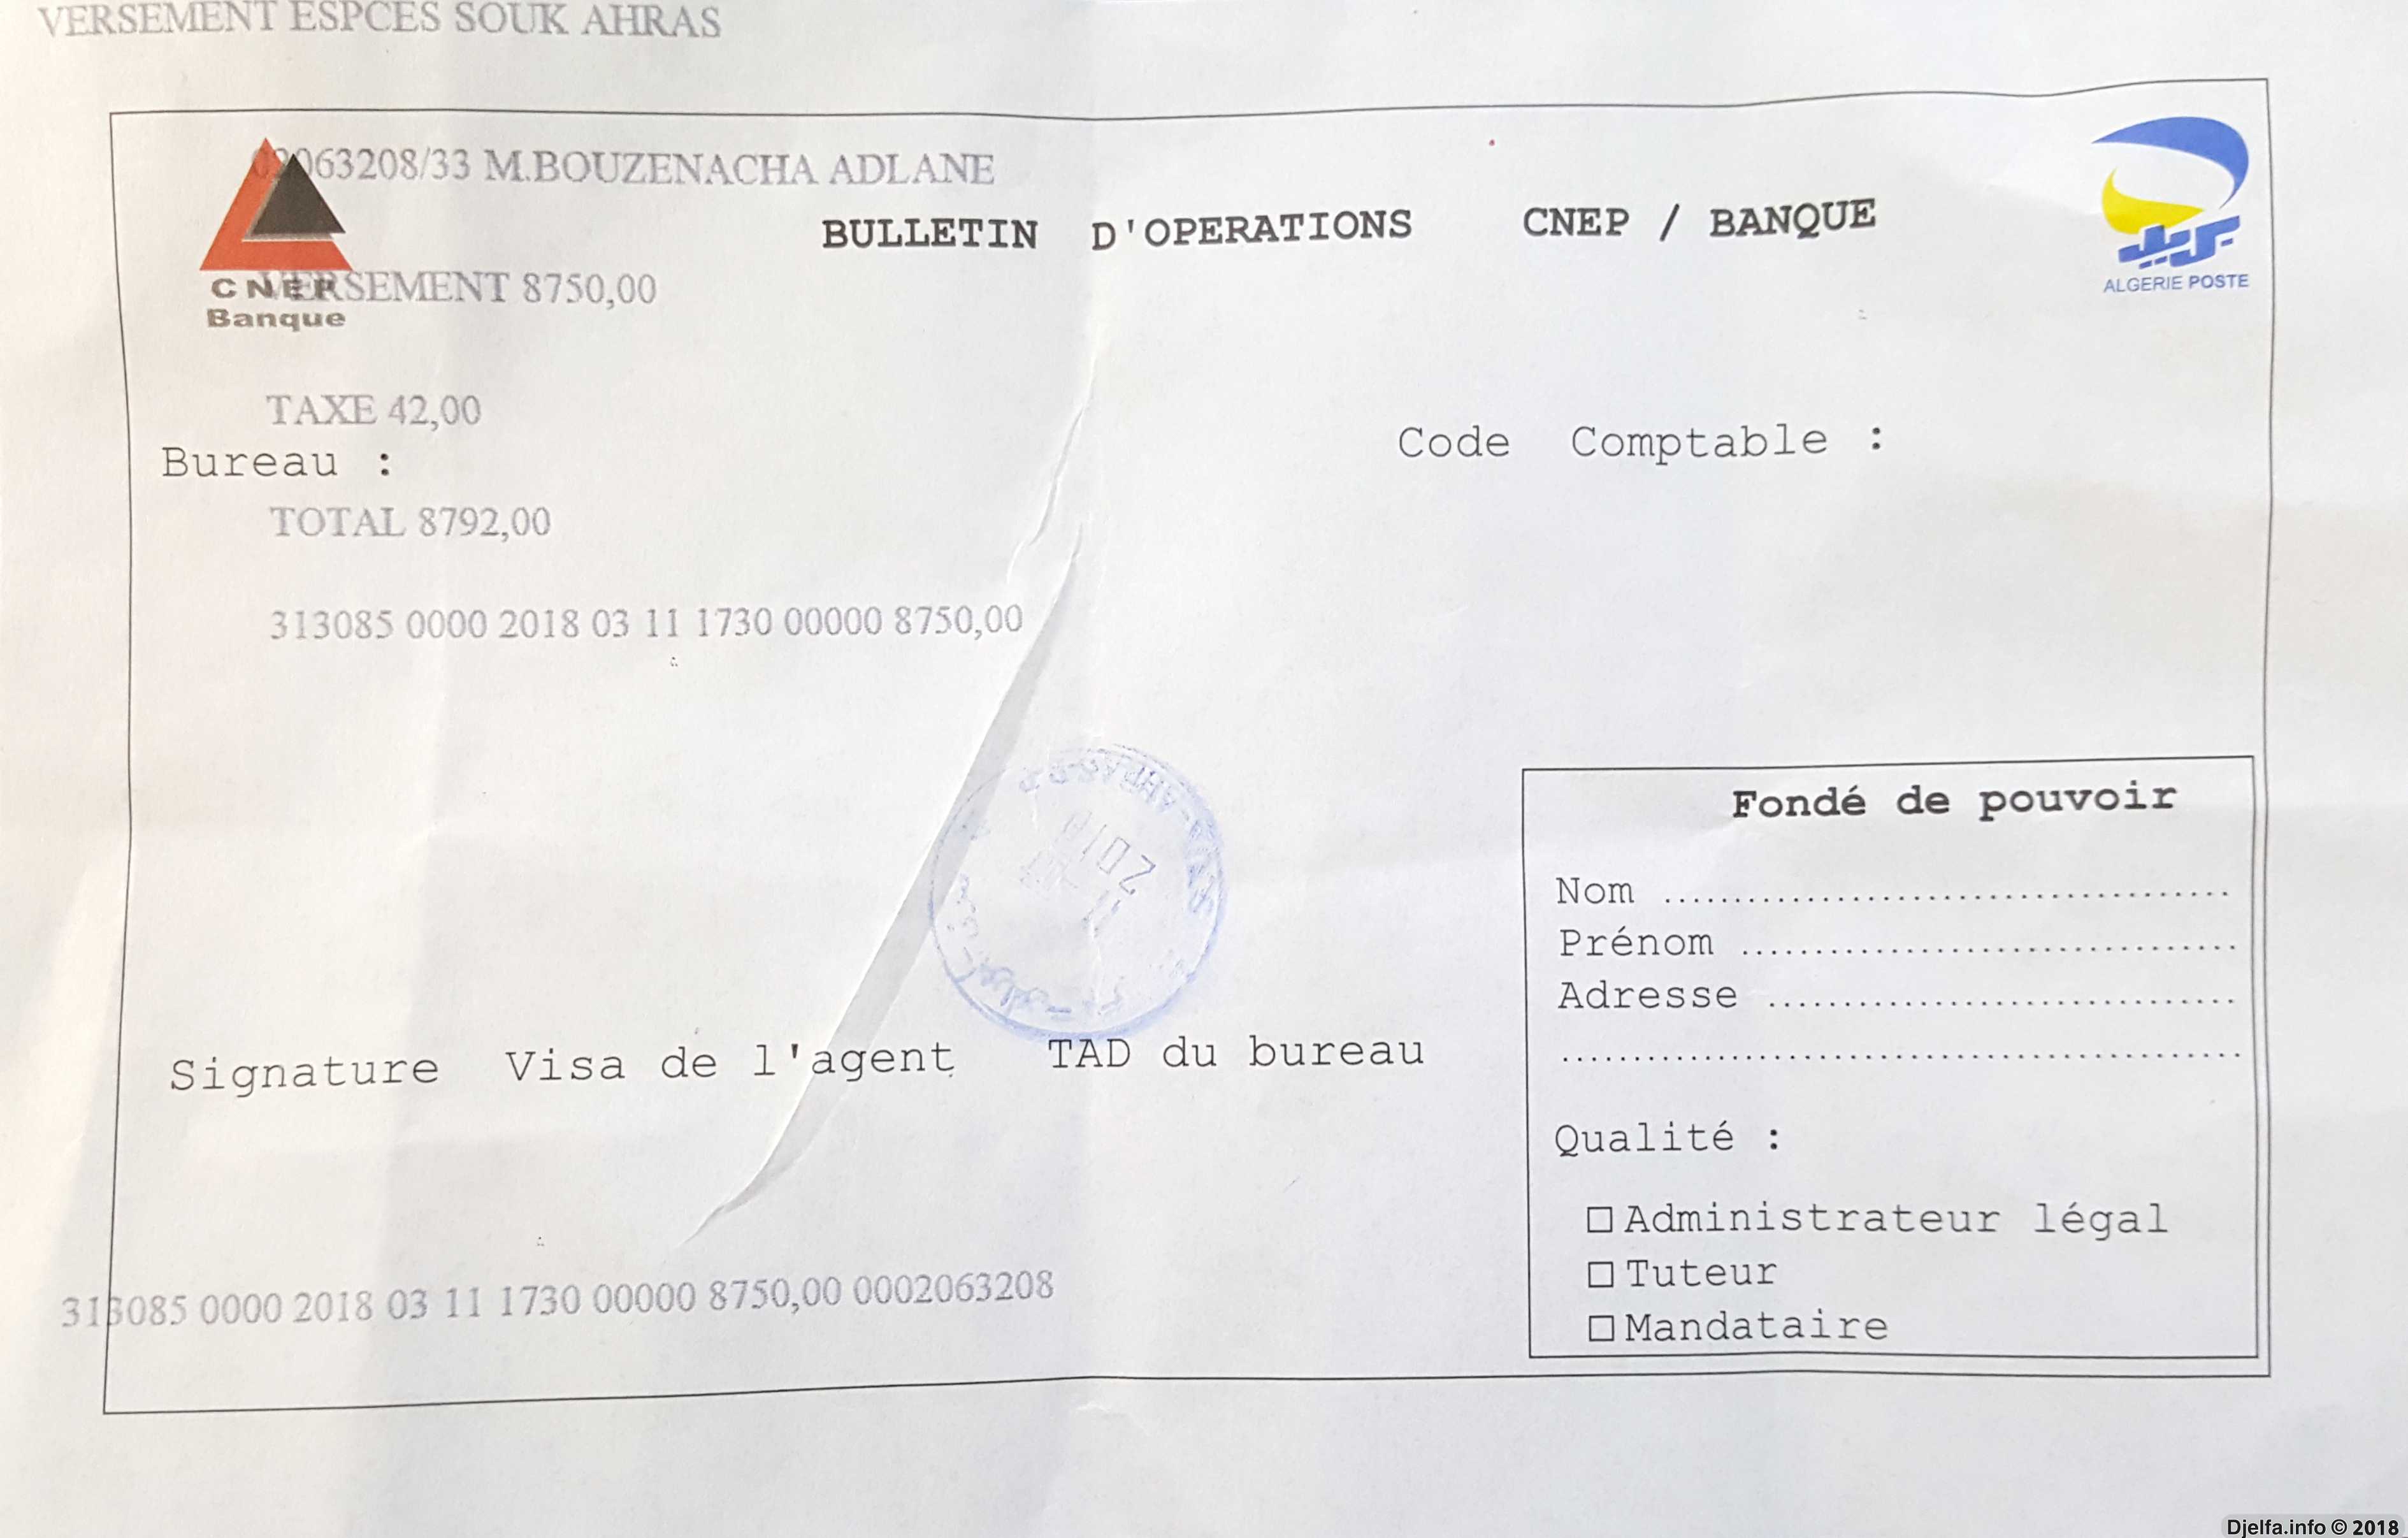 VERSEMENT ESPCES SOUK AHRAS
02063208/33 M.BOUZENACHA ADLANE
BULLETIN D'OPERATIONS CNEP / BANQUE
VERSEMENT 8750,00
CNEP
Banque
ALGERIE POSTE
TAXE 42,00
Code Comptable :
Bureau :
TOTAL 8792,00
313085 0000 2018 03 11 1730 00000 8750,00
2018
Fondé de pouvoir
Nom ......................................
Prénom ..................................
Adresse ................................
..............................................
Signature Visa de l'agent TAD du bureau
Qualité :
□ Administrateur légal
□ Tuteur
□ Mandataire
313085 0000 2018 03 11 1730 00000 8750,00 0002063208
Djelfa.info © 2018